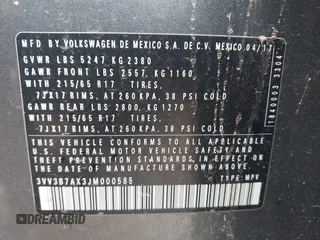 MFD BY VOLKSWAGEN DE MEXICO S.A. DE C.V. MEXICO 04/17
GVWR LBS 5247 KG 2380
GAWR FRONT LBS 2557, KG 1160
WITH 215/65 R17 TIRES,
7JX17 RIMS, AT 260 KPA, 38 PSI COLD
GAWR REAR LBS 2800, KG 1270
WITH 215/65 R17 TIRES,
7JX17 RIMS, AT 260 KPA, 38 PSI COLD
THIS VEHICLE CONFORMS TO ALL APPLICABLE
U.S. FEDERAL MOTOR VEHICLE SAFETY AND
THEFT PREVENTION STANDARDS IN EFFECT ON
THE DATE OF MANUFACTURE SHOWN ABOVE
3VV3B7AX3JM000585 TYPE: MPV
1840003 3304